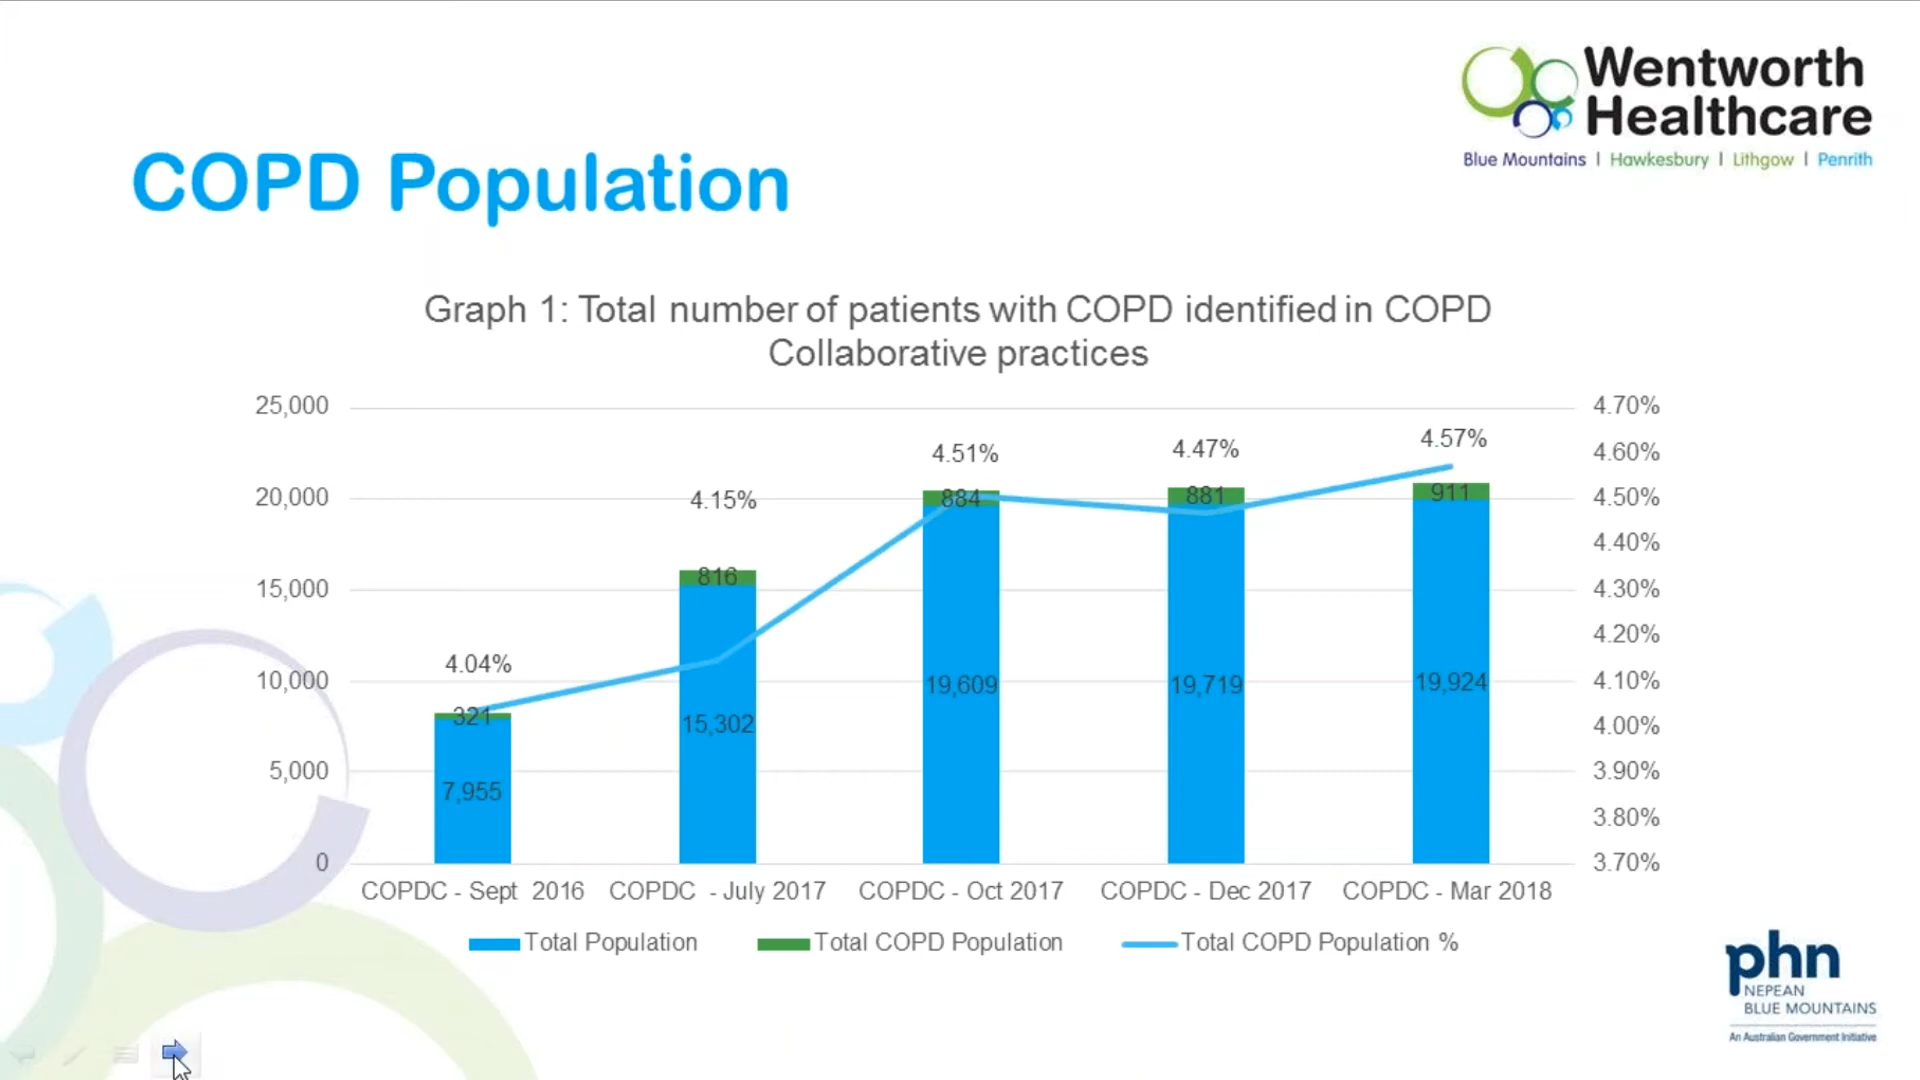 Wentworth
Healthcare
Blue Mountains | Hawkesbury | Lithgow | Penrith
COPD Population
Graph 1: Total number of patients with COPD identified in COPD
Collaborative practices
25,000
20,000
15,000
10,000
5,000
0
4.70%
4.60%
4.50%
4.40%
4.30%
4.20%
4.10%
4.00%
3.90%
3.80%
3.70%
4.04%
4.15%
4.51%
4.47%
4.57%
321
816
884
881
911
7,955
15,302
19,609
19,719
19,924
COPDC - Sept 2016
COPDC - July 2017
COPDC - Oct 2017
COPDC - Dec 2017
COPDC - Mar 2018
Total Population
Total COPD Population
Total COPD Population %
phn
NEPEAN
BLUE MOUNTAINS
An Australian Government Initiative